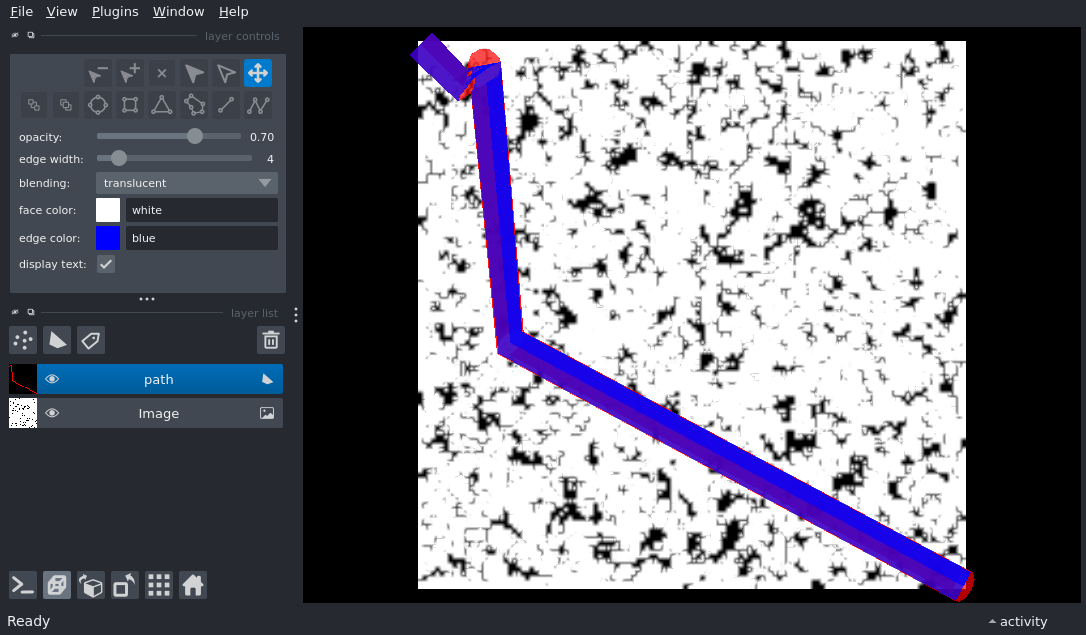 File View Plugins Window Help
layer controls
opacity: 0.70
edge width: 4
blending: translucent
face color: white
edge color: blue
display text:
layer list
path
Image
Ready
activity